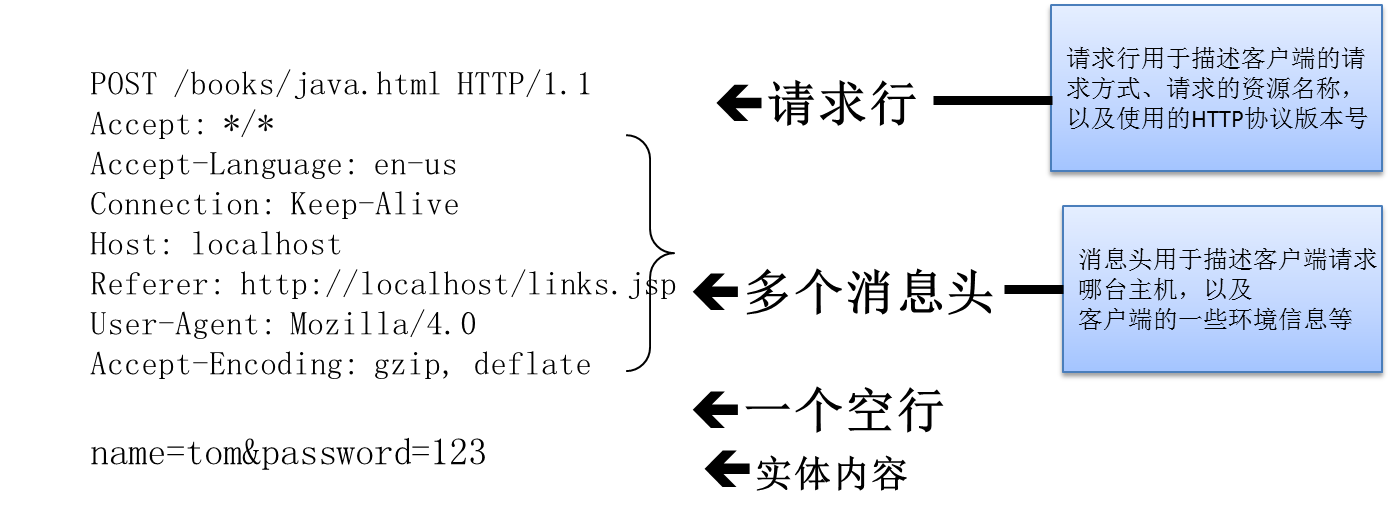 POST /books/java.html HTTP/1.1
Accept: */*
Accept-Language: en-us
Connection: Keep-Alive
Host: localhost
Referer: http://localhost/links.jsp
User-Agent: Mozilla/4.0
Accept-Encoding: gzip, deflate
name=tom&password=123
请求行
多个消息头
一个空行
实体内容
请求行用于描述客户端的请
求方式、请求的资源名称，
以及使用的HTTP协议版本号
消息头用于描述客户端请求
哪台主机，以及
客户端的一些环境信息等